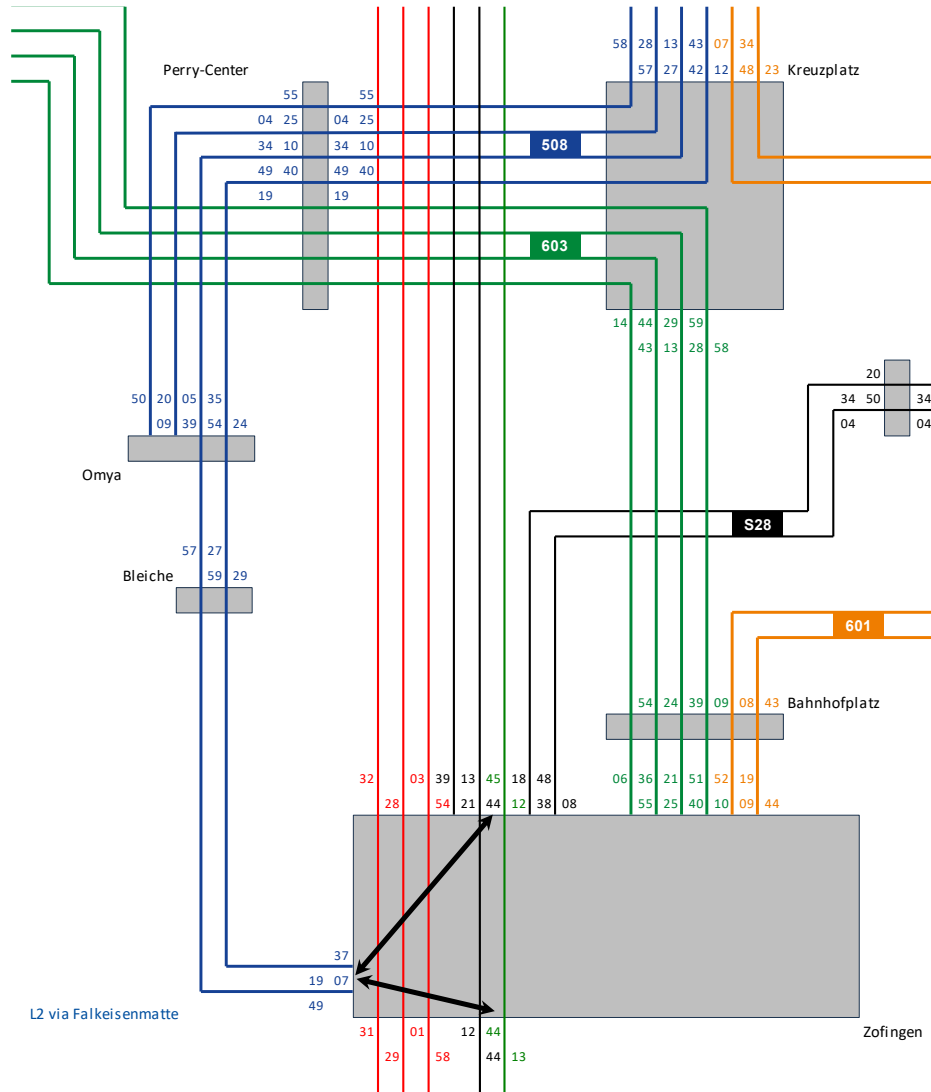 58 28 13 43 07 34
57 27 42 12 48 23
Perry-Center
Kreuzplatz
55 55
04 25 04 25
508
34 10 34 10
49 40 49 40
19 19
603
14 44 29 59
43 13 28 58
20
50 20 05 35
34 50 34
09 39 54 24
04 04
Omya
S28
57 27
Bleiche
59 29
601
54 24 39 09 08 43
Bahnhofplatz
32 03 39 13 45 18 48 06 36 21 51 52 19
28 54 21 44 12 38 08 55 25 40 10 09 44
37
19 07
49
L2 via Falkeisenmatte
31 01 12 44
Zofingen
29 58 44 13